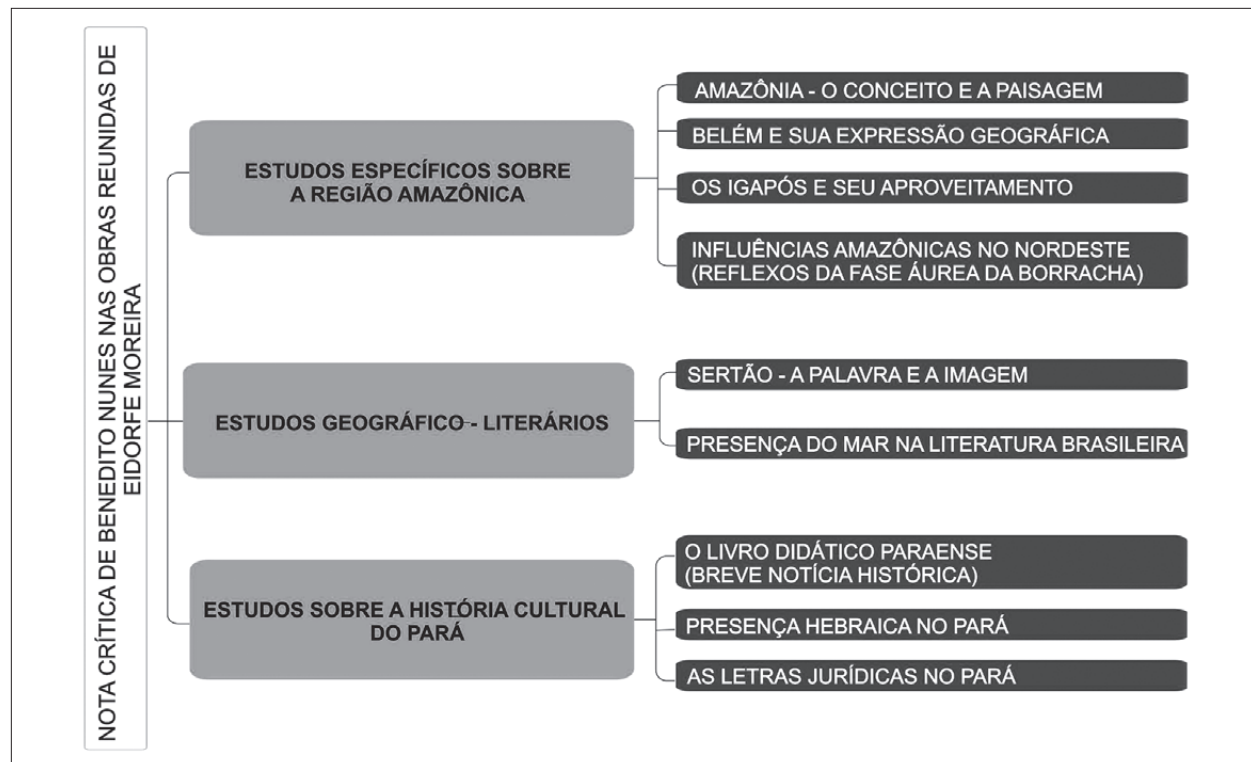 NOTA CRÍTICA DE BENEDITO NUNES NAS OBRAS REUNIDAS DE
EIDORFE MOREIRA
ESTUDOS ESPECÍFICOS SOBRE
A REGIÃO AMAZÔNICA
AMAZÔNIA - O CONCEITO E A PAISAGEM
BELÉM E SUA EXPRESSÃO GEOGRÁFICA
OS IGAPÓS E SEU APROVEITAMENTO
INFLUÊNCIAS AMAZÔNICAS NO NORDESTE
(REFLEXOS DA FASE ÁUREA DA BORRACHA)
ESTUDOS GEOGRÁFICO - LITERÁRIOS
SERTÃO - A PALAVRA E A IMAGEM
PRESENÇA DO MAR NA LITERATURA BRASILEIRA
ESTUDOS SOBRE A HISTÓRIA CULTURAL
DO PARÁ
O LIVRO DIDÁTICO PARAENSE
(BREVE NOTÍCIA HISTÓRICA)
PRESENÇA HEBRAICA NO PARÁ
AS LETRAS JURÍDICAS NO PARÁ